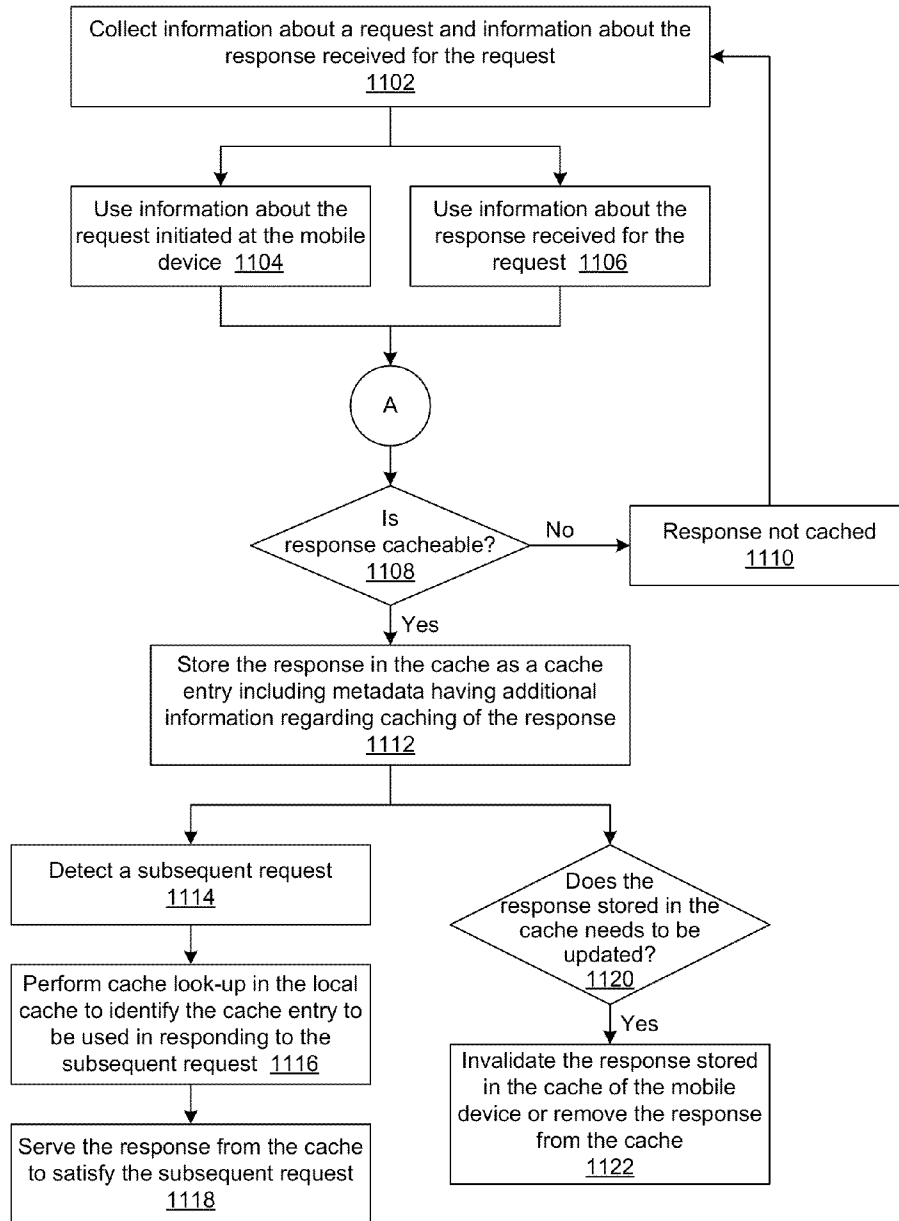 Collect information about a request and information about the
response received for the request
1102
Use information about the
request initiated at the mobile
device 1104
Use information about the
response received for the
request 1106
A
Is
response cacheable?
1108
No
Response not cached
1110
Yes
Store the response in the cache as a cache
entry including metadata having additional
information regarding caching of the response
1112
Detect a subsequent request
1114
Does the
response stored in the
cache needs to be
updated?
1120
Perform cache look-up in the local
cache to identify the cache entry to
be used in responding to the
subsequent request 1116
Yes
Invalidate the response stored
in the cache of the mobile
device or remove the response
from the cache
1122
Serve the response from the cache
to satisfy the subsequent request
1118